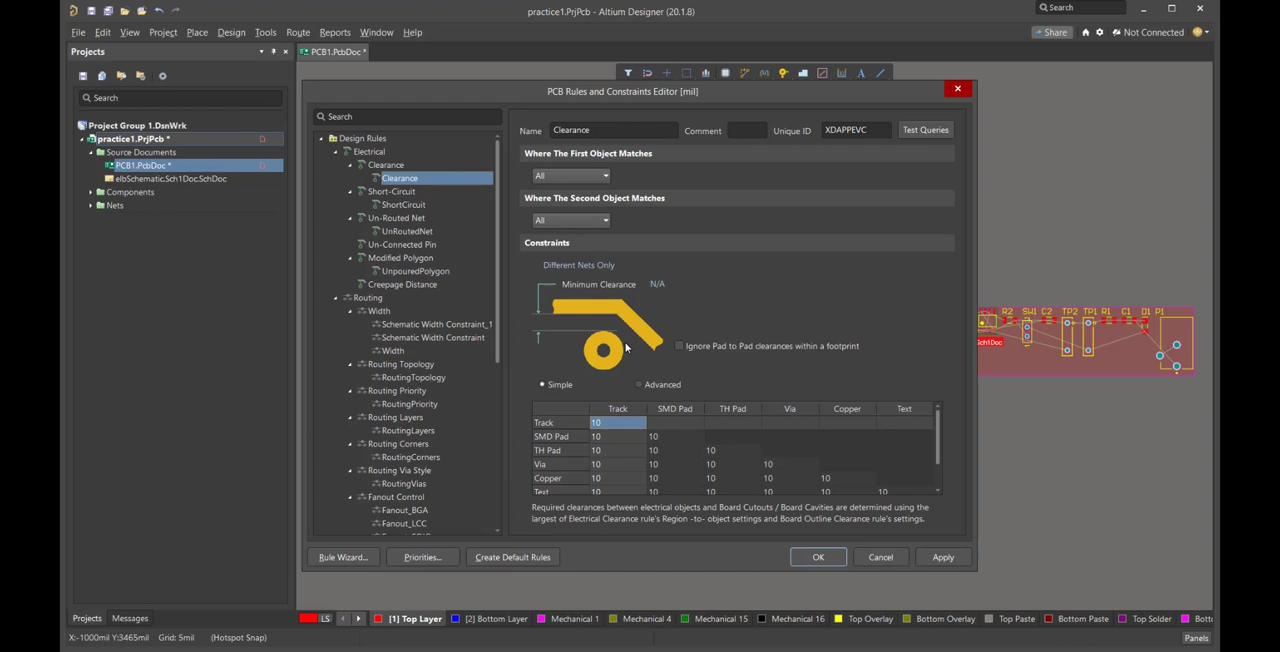 practice1.PrjPcb - Altium Designer (20.1.8)
Search
File Edit View Project Place Design Tools Route Reports Window Help
Share
Not Connected
Projects
PCB1.PcbDoc *
Search
Project Group 1.DsnWrk
practice1.PrjPcb *
Source Documents
PCB1.PcbDoc *
elbSchematic.Sch1Doc.SchDoc
Components
Nets
PCB Rules and Constraints Editor [mil]
Search
Design Rules
Electrical
Clearance
Clearance
Short-Circuit
ShortCircuit
Un-Routed Net
UnRoutedNet
Un-Connected Pin
Modified Polygon
UnpouredPolygon
Creepage Distance
Routing
Width
Schematic Width Constraint_1
Schematic Width Constraint
Width
Routing Topology
RoutingTopology
Routing Priority
RoutingPriority
Routing Layers
RoutingLayers
Routing Corners
RoutingCorners
Routing Via Style
RoutingVias
Fanout Control
Fanout_BGA
Fanout_LCC
Name Clearance Comment Unique ID XDAPPEVC Test Queries
Where The First Object Matches
All
Where The Second Object Matches
All
Constraints
Different Nets Only
Minimum Clearance N/A
Ignore Pad to Pad clearances within a footprint
Simple Advanced
Track SMD Pad TH Pad Via Copper Text
Track 10
SMD Pad 10 10
TH Pad 10 10 10
Via 10 10 10 10
Copper 10 10 10 10 10
Text 10 10 10 10 10 10
Required clearances between electrical objects and Board Cutouts / Board Cavities are determined using the
largest of Electrical Clearance rule's Region -to- object settings and Board Outline Clearance rule's settings.
Rule Wizard... Priorities... Create Default Rules OK Cancel Apply
R2 SW1 C2 TP2 TP1 R1 C1 D1 P1
Sch1Doc
Projects Messages
LS [1] Top Layer [2] Bottom Layer Mechanical 1 Mechanical 4 Mechanical 15 Mechanical 16 Top Overlay Bottom Overlay Top Paste Bottom Paste Top Solder Bott
X:-1000mil Y:3465mil Grid: 5mil (Hotspot Snap)
Panels